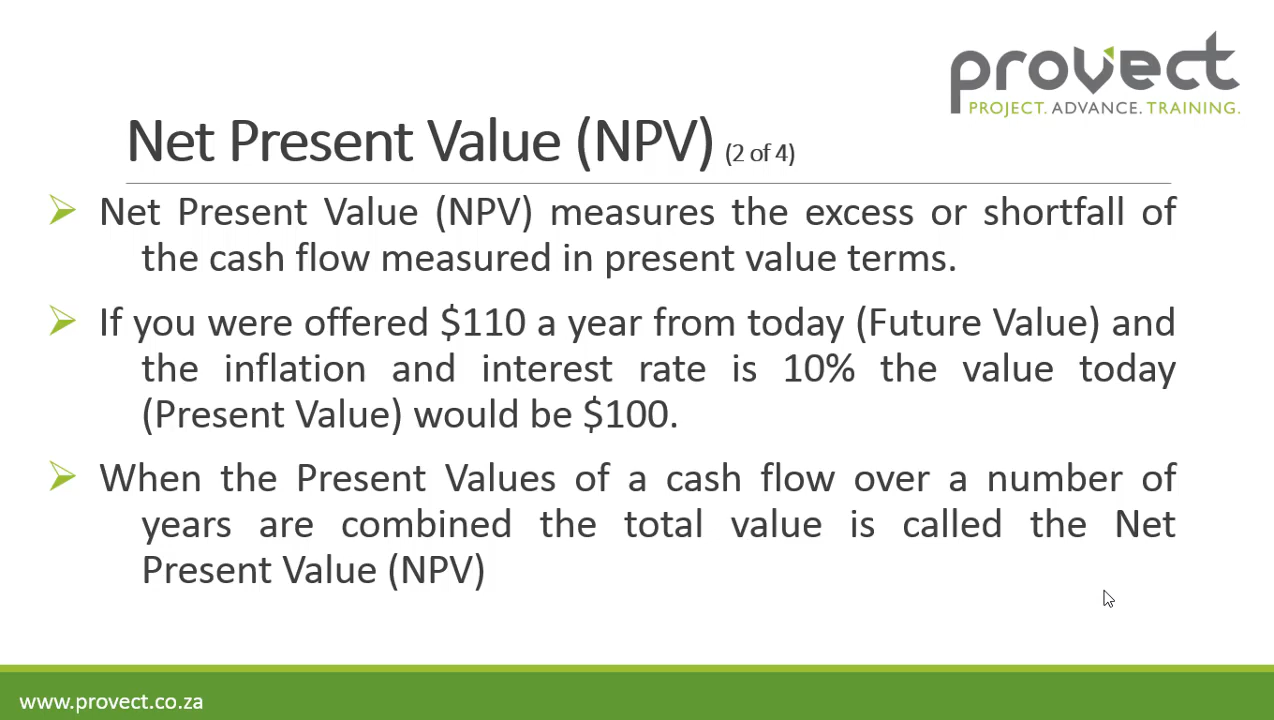 provect
PROJECT. ADVANCE. TRAINING.
Net Present Value (NPV) (2 of 4)
Net Present Value (NPV) measures the excess or shortfall of
the cash flow measured in present value terms.
If you were offered $110 a year from today (Future Value) and
the inflation and interest rate is 10% the value today
(Present Value) would be $100.
When the Present Values of a cash flow over a number of
years are combined the total value is called the Net
Present Value (NPV)
www.provect.co.za